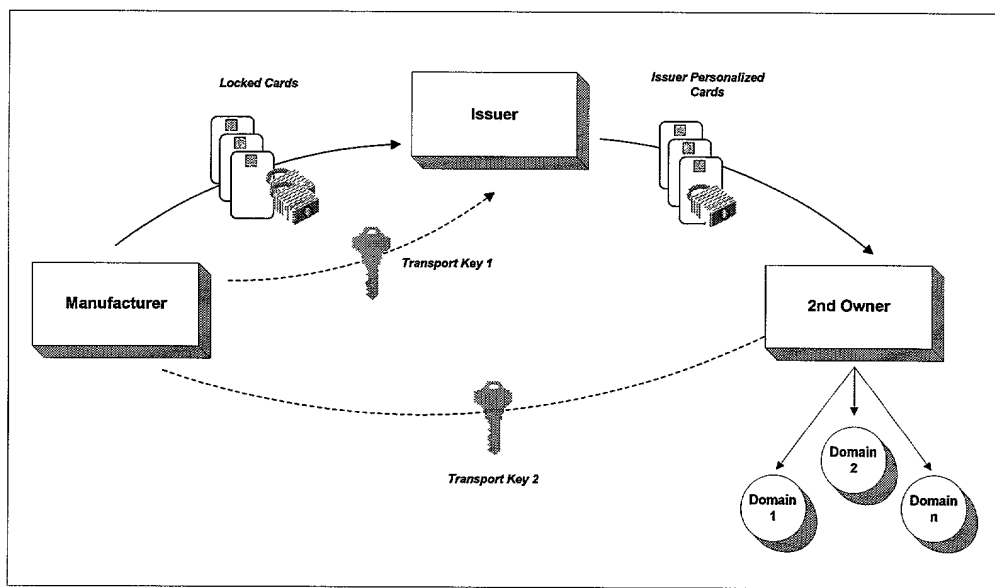 Locked Cards
Issuer Personalized
Cards
Issuer
Transport Key 1
Manufacturer
2nd Owner
Transport Key 2
Domain
1
Domain
2
Domain
n